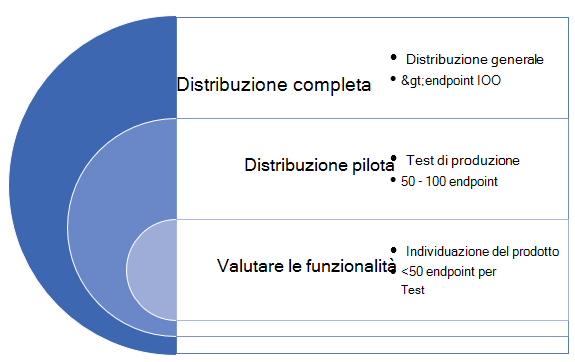 Distribuzione completa
• Distribuzione generale
• &gt;endpoint IOO
Distribuzione pilota
• Test di produzione
• 50 - 100 endpoint
Valutare le funzionalità
• Individuazione del prodotto
• <50 endpoint per
Test